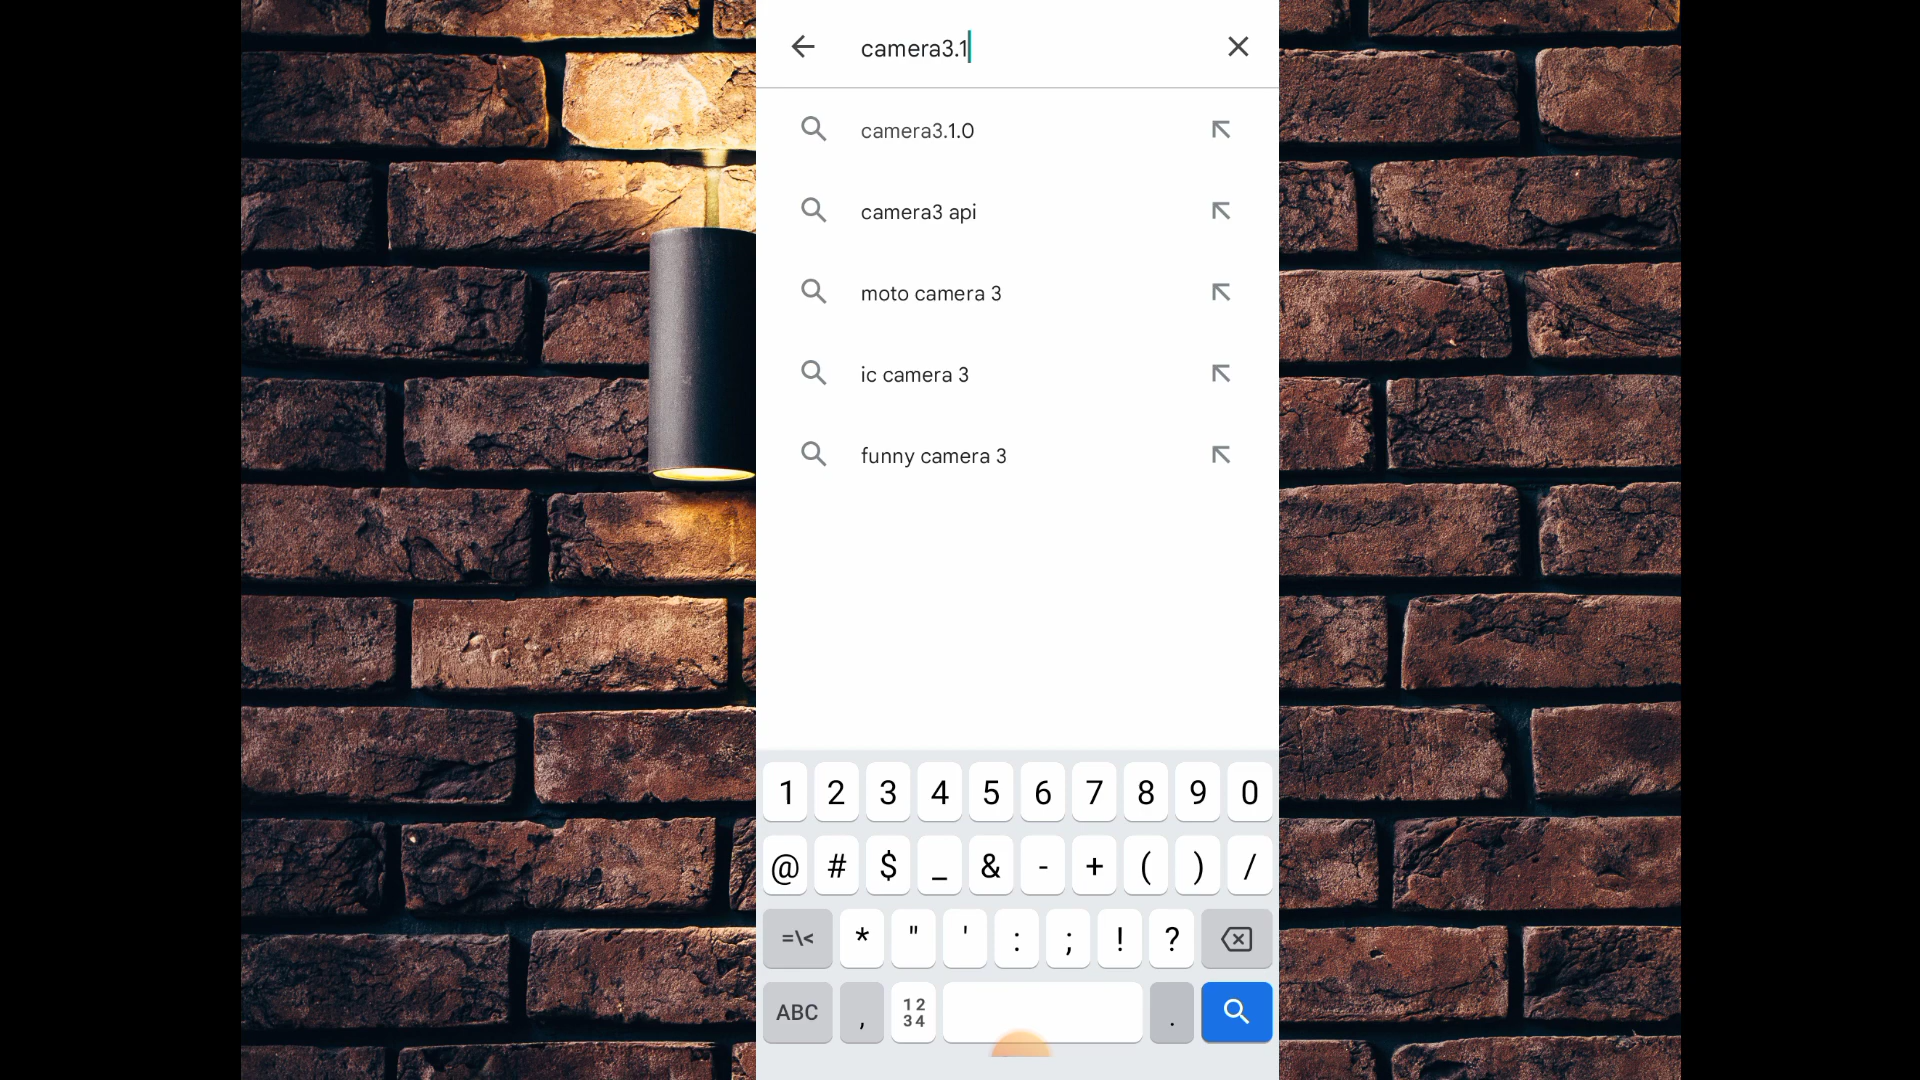 camera3.1
camera3.1.0
camera3 api
moto camera 3
ic camera 3
funny camera 3
1 2 3 4 5 6 7 8 9 0
@ # $ _ & - + ( ) /
=\< * " ' : ; ! ?
ABC , 12 34 .